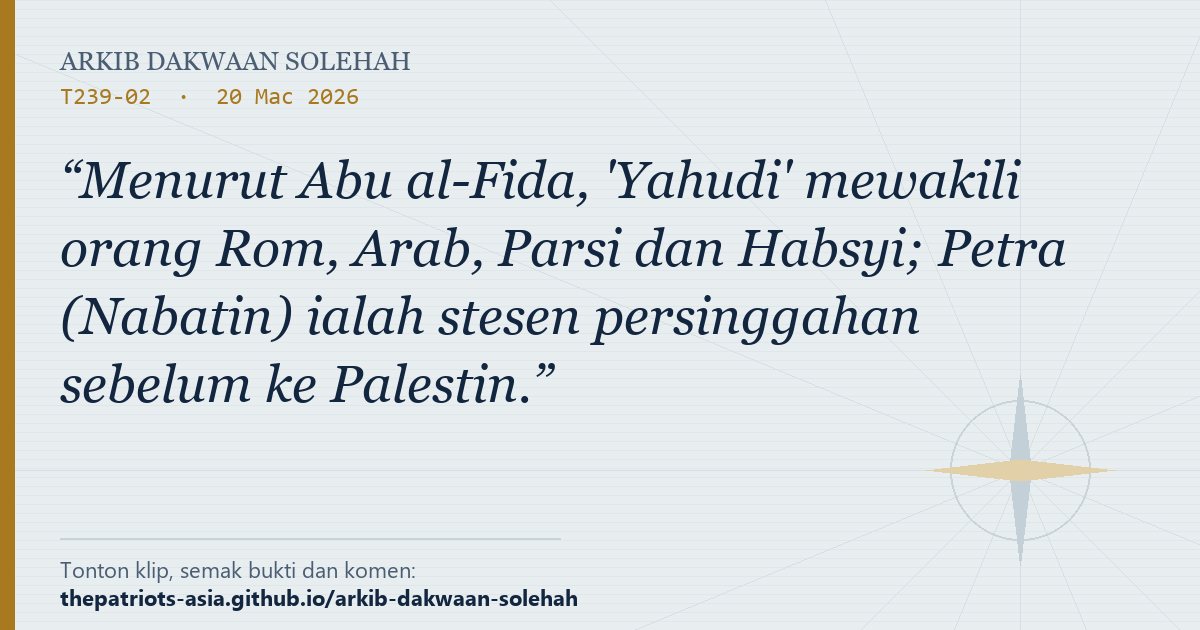 ARKIB DAKWAAN SOLEHAH
T239-02 · 20 Mac 2026
“Menurut Abu al-Fida, 'Yahudi' mewakili
orang Rom, Arab, Parsi dan Habsyi; Petra
(Nabatin) ialah stesen persinggahan
sebelum ke Palestin.”
Tonton klip, semak bukti dan komen:
thepatriots-asia.github.io/arkib-dakwaan-solehah